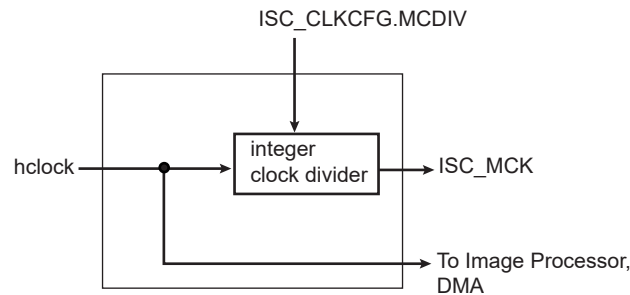 ISC_CLKCFG.MCDIV
integer
clock divider
hclock
ISC_MCK
To Image Processor,
DMA